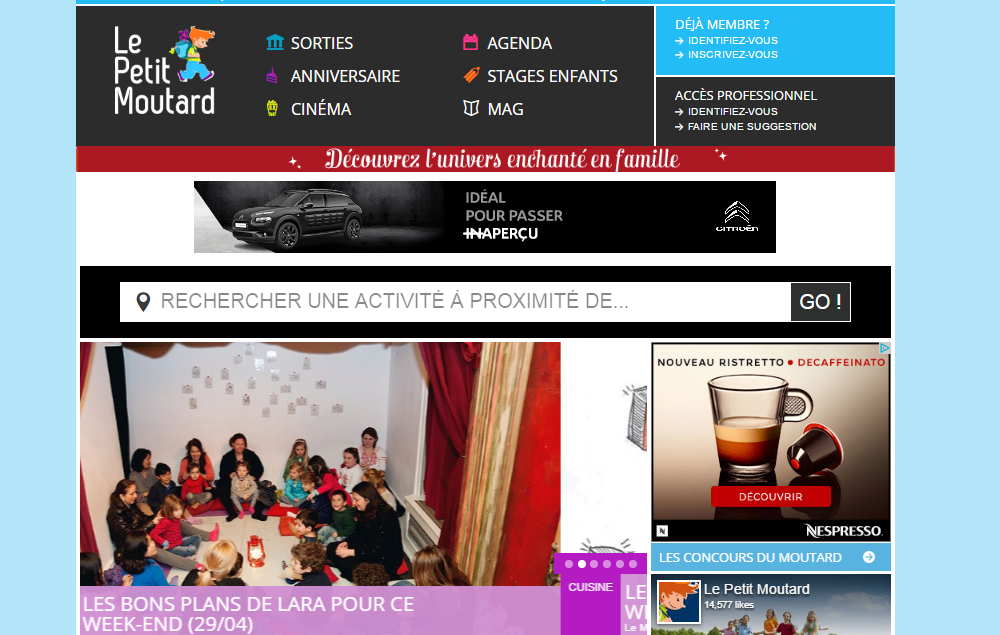 Le
Petit
Moutard
SORTIES
ANNIVERSAIRE
CINÉMA
AGENDA
STAGES ENFANTS
MAG
DÉJÀ MEMBRE ?
→ IDENTIFIEZ-VOUS
→ INSCRIVEZ-VOUS
ACCÈS PROFESSIONNEL
→ IDENTIFIEZ-VOUS
→ FAIRE UNE SUGGESTION
Découvrez l'univers enchanté en famille
IDÉAL
POUR PASSER
INAPERÇU
CITROËN
RECHERCHER UNE ACTIVITÉ À PROXIMITÉ DE...
GO !
NOUVEAU RISTRETTO • DECAFFEINATO
DÉCOUVRIR
N
NESPRESSO.
LES BONS PLANS DE LARA POUR CE
WEEK-END (29/04)
CUISINE
LE
Le
LES CONCOURS DU MOUTARD
Le Petit Moutard
14,577 likes